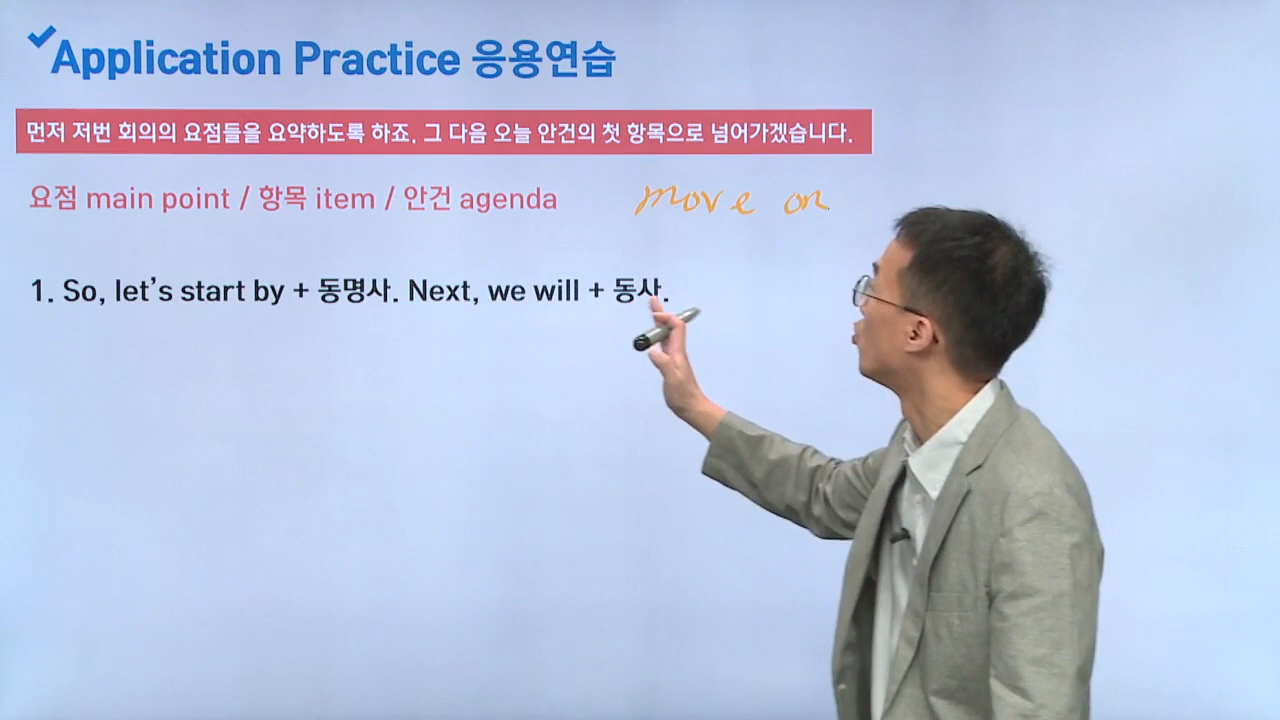 Application Practice 응용연습
먼저 저번 회의의 요점들을 요약하도록 하죠. 그 다음 오늘 안건의 첫 항목으로 넘어가겠습니다.
요점 main point / 항목 item / 안건 agenda move on
1. So, let's start by + 동명사. Next, we will + 동사.